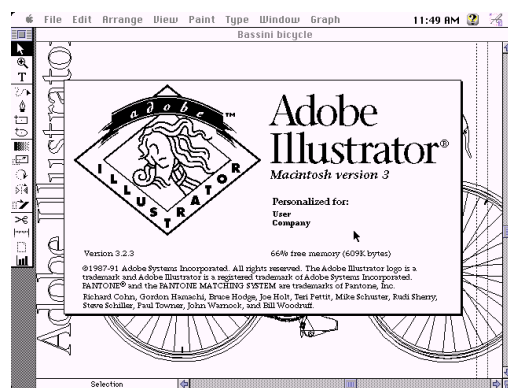 File Edit Arrange View Paint Type Window Graph 11:49 AM
Bassini bicycle
Adobe Illustrator
adobe ™
ILLUSTRATOR
Adobe
Illustrator®
Macintosh version 3
Personalized for:
User
Company
Version 3.2.3 66% free memory (609K bytes)
©1987-91 Adobe Systems Incorporated. All rights reserved. The Adobe Illustrator logo is a
trademark and Adobe Illustrator is a registered trademark of Adobe Systems Incorporated.
PANTONE® and the PANTONE MATCHING SYSTEM are trademarks of Pantone, Inc.
Richard Cohn, Gordon Hamachi, Bruce Hodge, Joe Holt, Teri Pettit, Mike Schuster, Rudi Sherry,
Steve Schiller, Paul Towner, John Warnock, and Bill Woodruff.
Selection